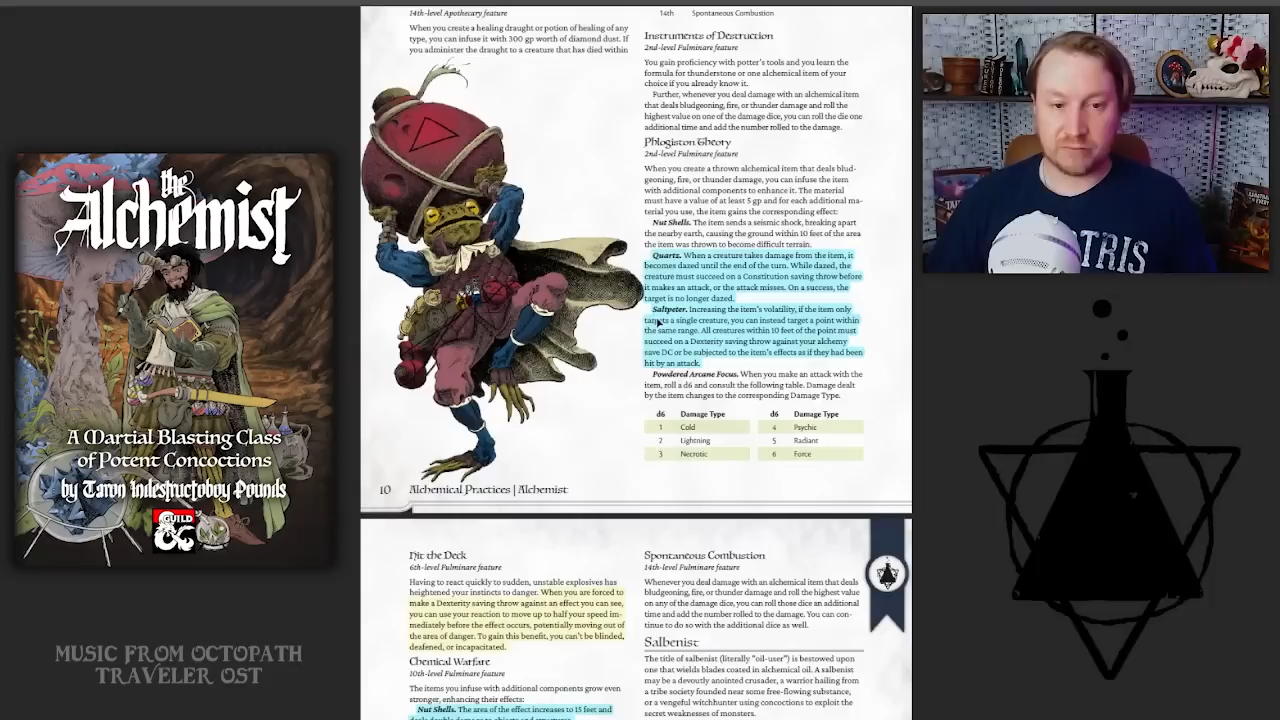 the
Alchemist
A Martial Blasting Class
of Potent Concoctions
by Taron Indestructoboy Pounds
GUILD
MUSIC FROM OCTOPATH
TRAVELER OST
14th-level Apothecary feature
When you create a healing draught or potion of healing of any
type, you can infuse it with 300 gp worth of diamond dust. If
you administer the draught to a creature that has died within
10 Alchemical Practices | Alchemist
14th Spontaneous Combustion
Instruments of Destruction
2nd-level Fulminare feature
You gain proficiency with potter's tools and you learn the
formula for thunderstone or one alchemical item of your
choice if you already know it.
Further, whenever you deal damage with an alchemical item
that deals bludgeoning, fire, or thunder damage and roll the
highest value on one of the damage dice, you can roll the die one
additional time and add the number rolled to the damage.
Phlogiston Theory
2nd-level Fulminare feature
When you create a thrown alchemical item that deals blud-
geoning, fire, or thunder damage, you can infuse the item
with additional components to enhance it. The material
must have a value of at least 5 gp and for each additional ma-
terial you use, the item gains the corresponding effect:
Nut Shells. The item sends a seismic shock, breaking apart
the nearby earth, causing the ground within 10 feet of the area
the item was thrown to become difficult terrain.
Quartz. When a creature takes damage from the item, it
becomes dazed until the end of the turn. While dazed, the
creature must succeed on a Constitution saving throw before
it makes an attack, or the attack misses. On a success, the
target is no longer dazed.
Saltpeter. Increasing the item's volatility, if the item only
targets a single creature, you can instead target a point within
the same range. All creatures within 10 feet of the point must
succeed on a Dexterity saving throw against your alchemy
save DC or be subjected to the item's effects as if they had been
hit by an attack.
Powdered Arcane Focus. When you make an attack with the
item, roll a d6 and consult the following table. Damage dealt
by the item changes to the corresponding Damage Type.
d6 Damage Type d6 Damage Type
1 Cold 4 Psychic
2 Lightning 5 Radiant
3 Necrotic 6 Force
Hit the Deck
6th-level Fulminare feature
Having to react quickly to sudden, unstable explosives has
heightened your instincts to danger. When you are forced to
make a Dexterity saving throw against an effect you can see,
you can use your reaction to move up to half your speed im-
mediately before the effect occurs, potentially moving out of
the area of danger. To gain this benefit, you can't be blinded,
deafened, or incapacitated.
Chemical Warfare
10th-level Fulminare feature
The items you infuse with additional components grow even
stronger, enhancing their effects:
Nut Shells. The area of the effect increases to 15 feet and
deals double damage to objects and structures.
Spontaneous Combustion
14th-level Fulminare feature
Whenever you deal damage with an alchemical item that deals
bludgeoning, fire, or thunder damage and roll the highest value
on any of the damage dice, you can roll those dice an additional
time and add the number rolled to the damage. You can con-
tinue to do so with the additional dice as well.
Salbenist
The title of salbenist (literally "oil-user") is bestowed upon
one that wields blades coated in alchemical oil. A salbenist
may be a devoutly anointed crusader, a warrior hailing from
a tribe society founded near some free-flowing substance,
or a vengeful witchhunter using concoctions to exploit the
secret weaknesses of monsters.